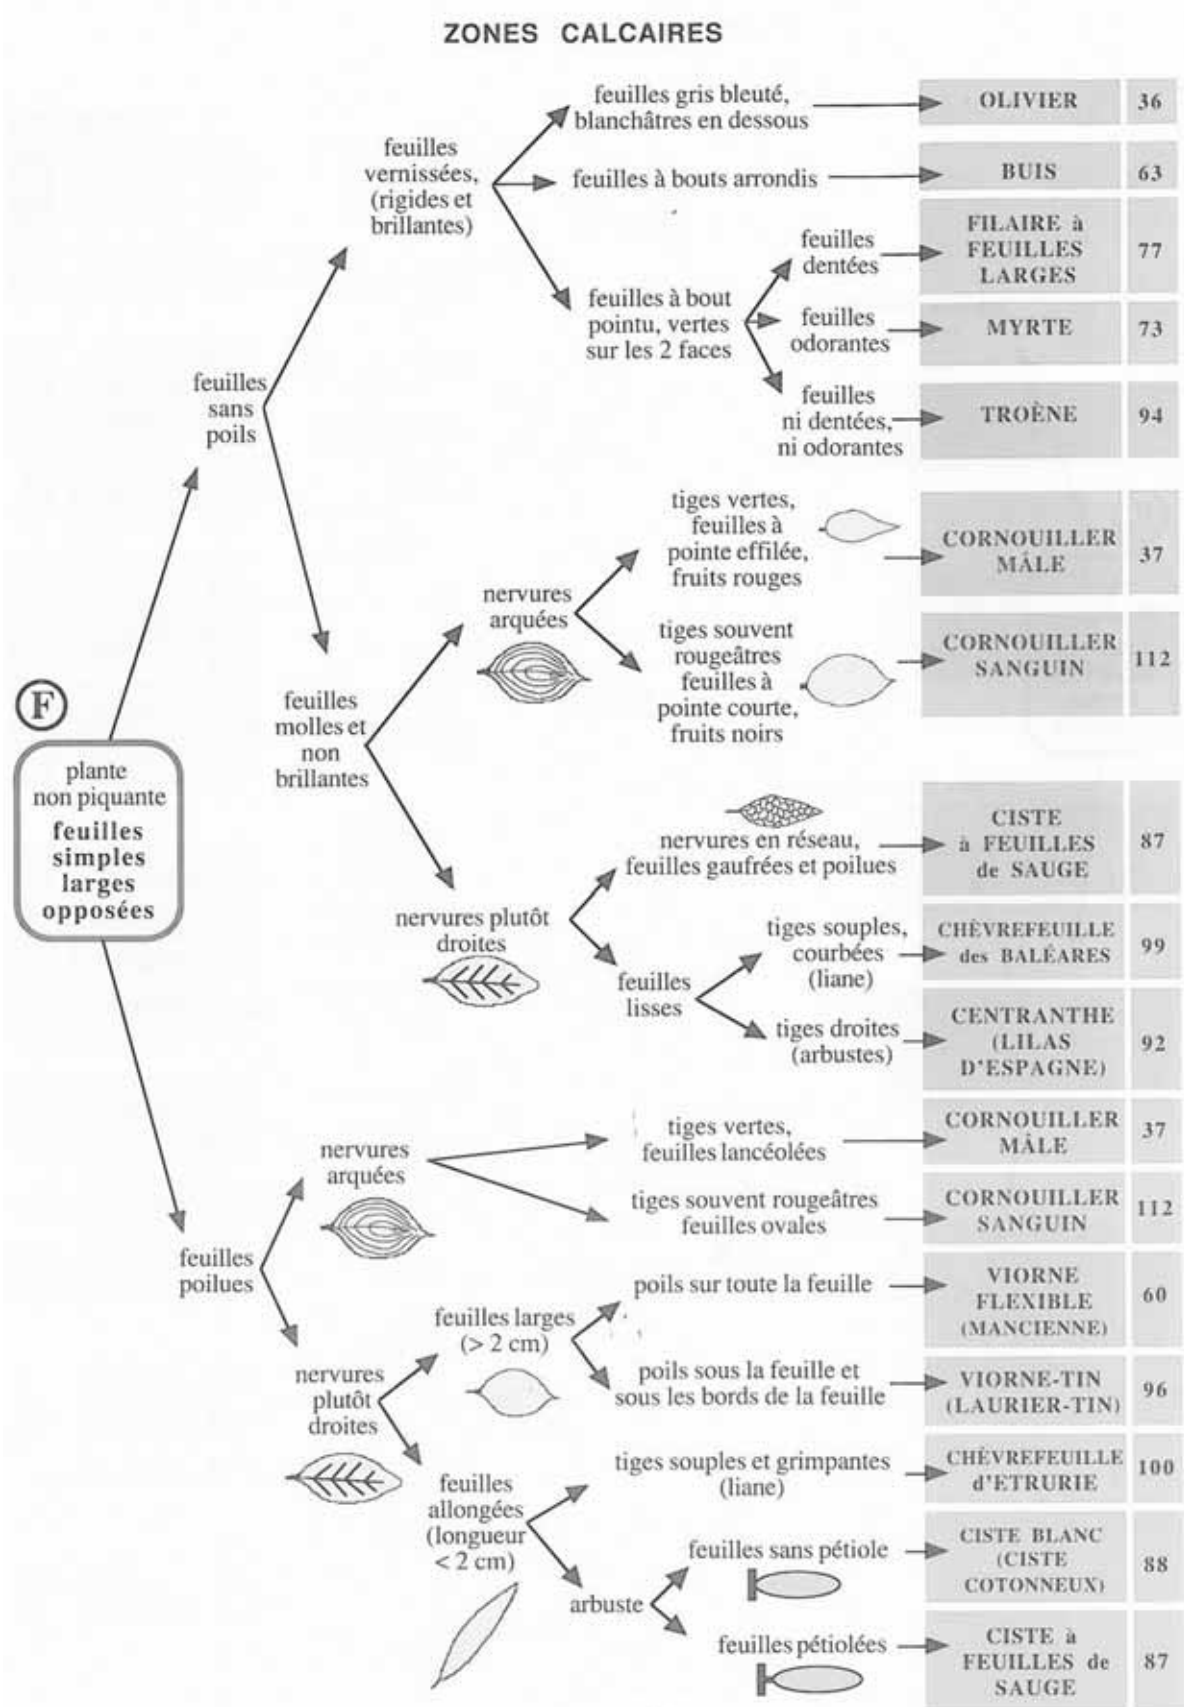 ZONES CALCAIRES
feuilles gris bleuté,
blanchâtres en dessous
OLIVIER
36
feuilles
vernissées,
(rigides et
brillantes)
feuilles à bouts arrondis
BUIS
63
feuilles à bout
pointu, vertes
sur les 2 faces
feuilles
dentées
FILAIRE à
FEUILLES
LARGES
77
feuilles
odorantes
MYRTE
73
feuilles
ni dentées,
ni odorantes
TROÈNE
94
feuilles
sans
poils
tiges vertes,
feuilles à
pointe effilée,
fruits rouges
CORNOUILLER
MÂLE
37
nervures
arquées
tiges souvent
rougeâtres
feuilles à
pointe courte,
fruits noirs
CORNOUILLER
SANGUIN
112
feuilles
molles et
non
brillantes
F
plante
non piquante
feuilles
simples
larges
opposées
nervures en réseau,
feuilles gaufrées et poilues
CISTE
à FEUILLES
de SAUGE
87
nervures plutôt
droites
feuilles
lisses
tiges souples,
courbées
(liane)
CHÈVREFEUILLE
des BALÉARES
99
tiges droites
(arbustes)
CENTRANTHE
(LILAS
D'ESPAGNE)
92
nervures
arquées
tiges vertes,
feuilles lancéolées
CORNOUILLER
MÂLE
37
tiges souvent rougeâtres
feuilles ovales
CORNOUILLER
SANGUIN
112
feuilles
poilues
feuilles larges
(> 2 cm)
poils sur toute la feuille
VIORNE
FLEXIBLE
(MANCIENNE)
60
poils sous la feuille et
sous les bords de la feuille
VIORNE-TIN
(LAURIER-TIN)
96
nervures
plutôt
droites
feuilles
allongées
(longueur
< 2 cm)
tiges souples et grimpantes
(liane)
CHÈVREFEUILLE
d'ETRURIE
100
arbuste
feuilles sans pétiole
CISTE BLANC
(CISTE
COTONNEUX)
88
feuilles pétiolées
CISTE à
FEUILLES de
SAUGE
87